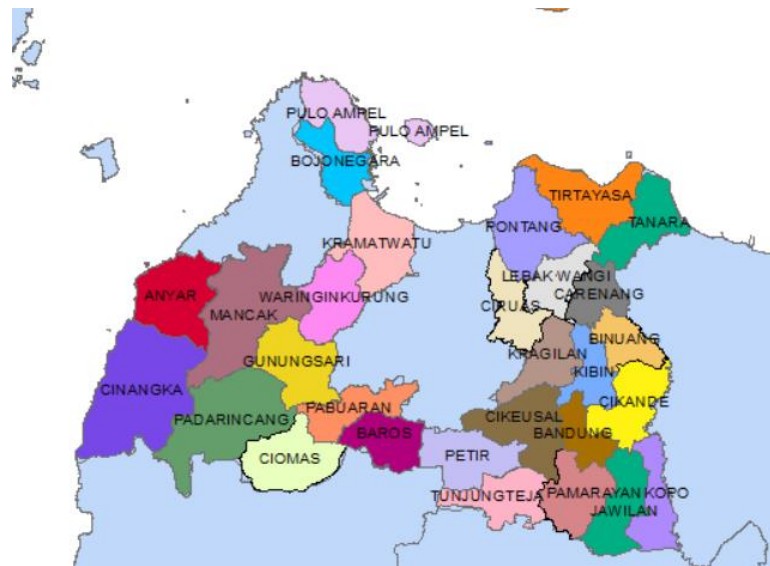 PULO AMPEL
PULO AMPEL
BOJONEGARA
TIRTAYASA
PONTANG
TANARA
KRAMATWATU
LEBAK WANGI
CARENANG
ANYAR
WARINGINKURUNG
CIRUAS
MANCAK
BINUANG
KRAGILAN
GUNUNGSARI
KIBIN
CINANGKA
CIKANDE
PADARINCANG
PABUARAN
CIKEUSAL
BAROS
BANDUNG
CIOMAS
PETIR
TUNJUNGTEJA
PAMARAYAN
KOPO
JAWILAN